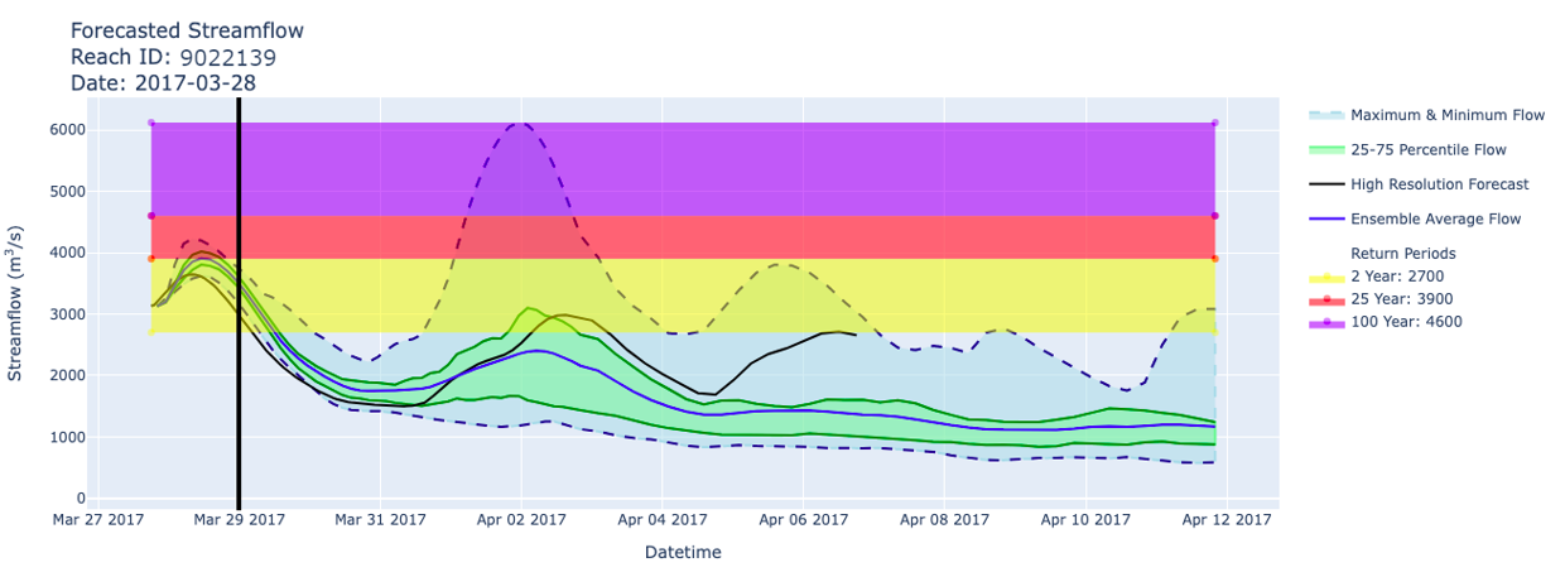 Forecasted Streamflow
Reach ID: 9022139
Date: 2017-03-28
Streamflow (m³/s)
6000
5000
4000
3000
2000
1000
0
Mar 27 2017 Mar 29 2017 Mar 31 2017 Apr 02 2017 Apr 04 2017 Apr 06 2017 Apr 08 2017 Apr 10 2017 Apr 12 2017
Datetime
Maximum & Minimum Flow
25-75 Percentile Flow
High Resolution Forecast
Ensemble Average Flow
Return Periods
2 Year: 2700
25 Year: 3900
100 Year: 4600